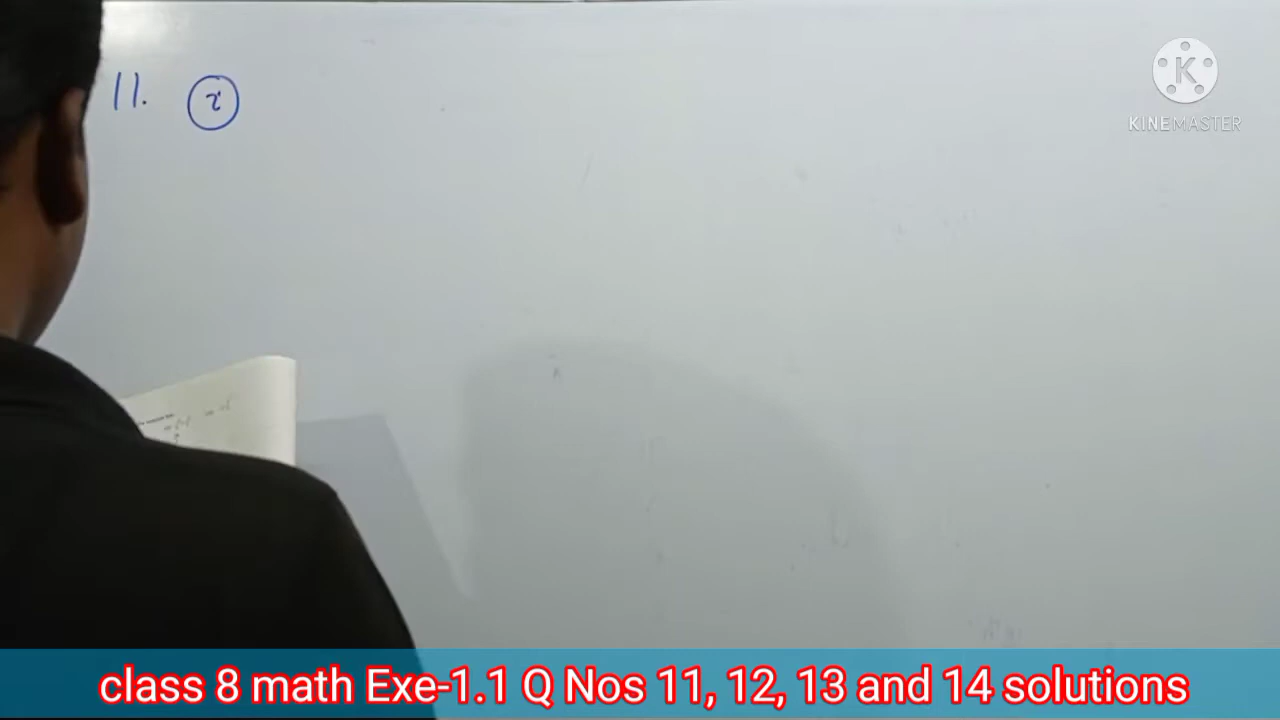 11. i
KINEMASTER
class 8 math Exe-1.1 Q Nos 11, 12, 13 and 14 solutions